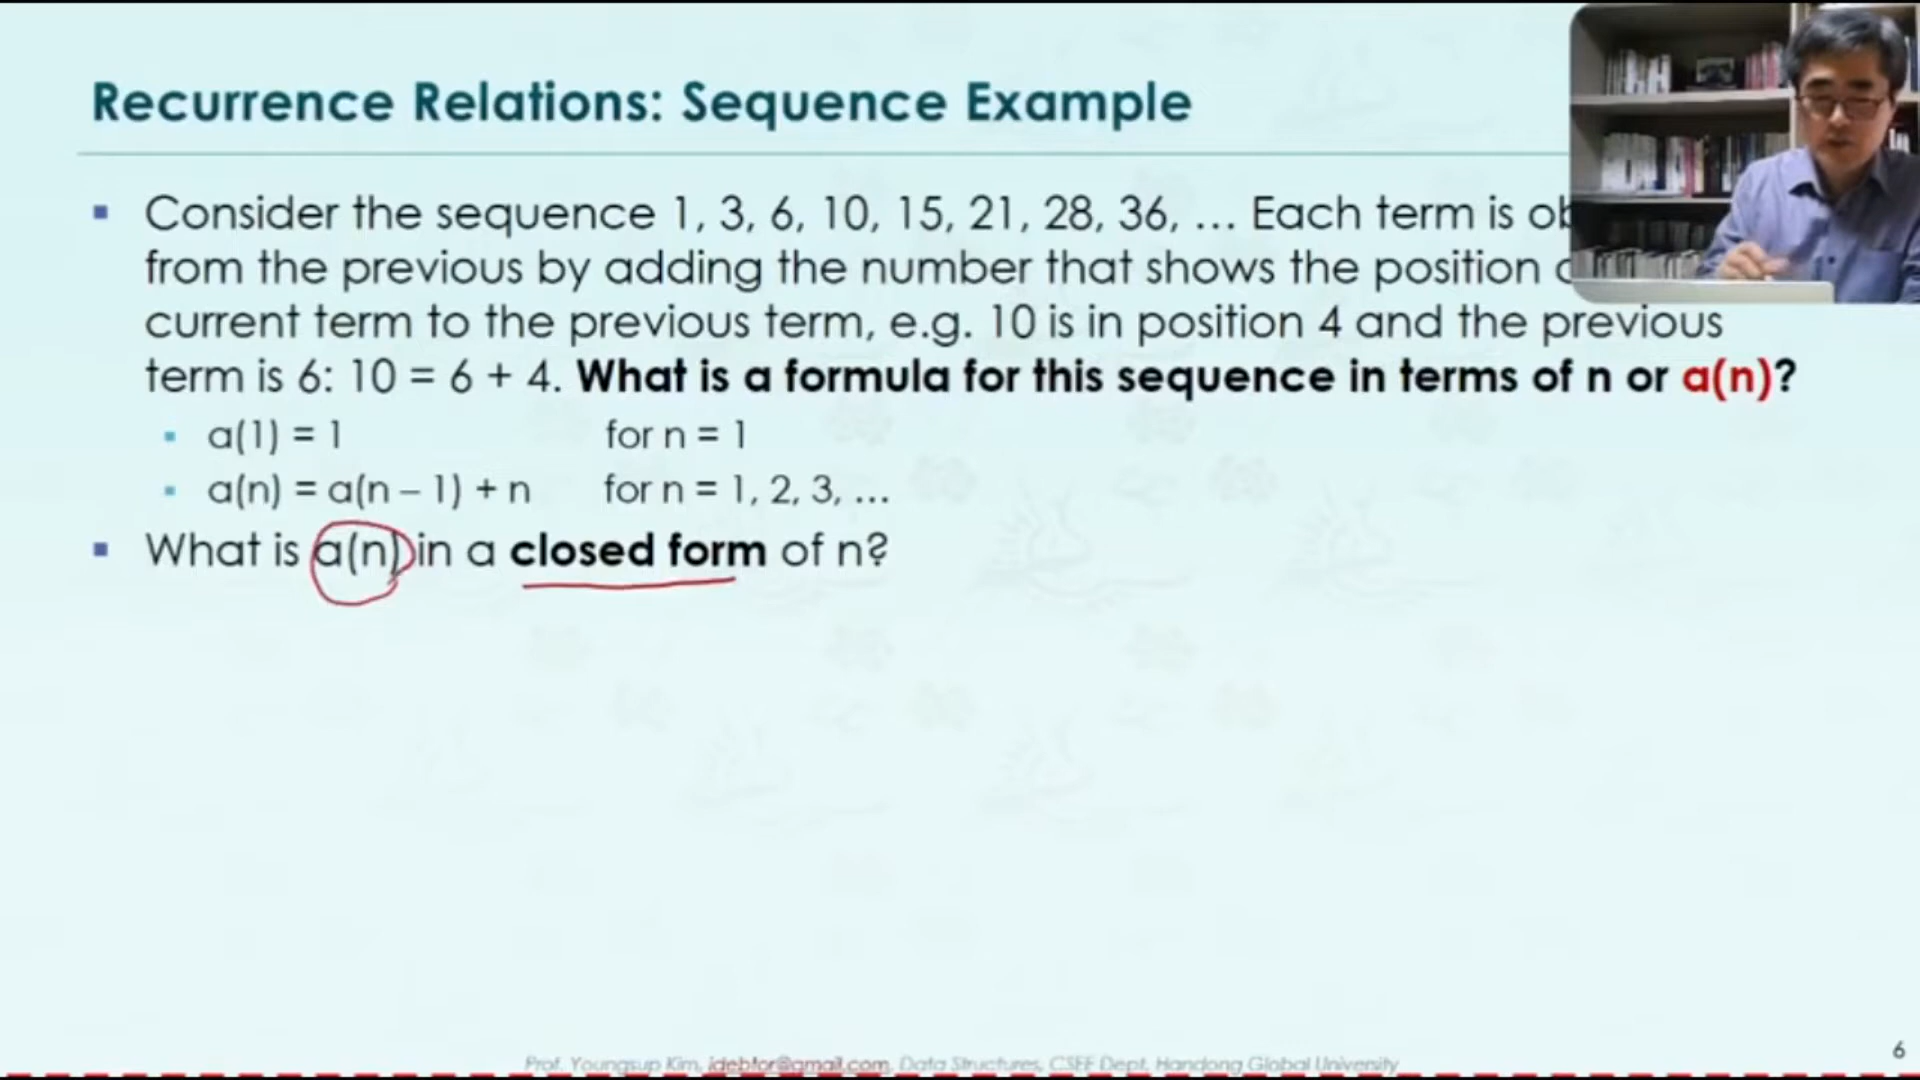 Recurrence Relations: Sequence Example
▪ Consider the sequence 1, 3, 6, 10, 15, 21, 28, 36, … Each term is
from the previous by adding the number that shows the position
current term to the previous term, e.g. 10 is in position 4 and the previous
term is 6: 10 = 6 + 4. What is a formula for this sequence in terms of n or a(n)?
▪ a(1) = 1 for n = 1
▪ a(n) = a(n – 1) + n for n = 1, 2, 3, …
▪ What is a(n) in a closed form of n?
Prof. Youngsup Kim, idebtor@gmail.com, Data Structures, CSEE Dept, Handong Global University
6